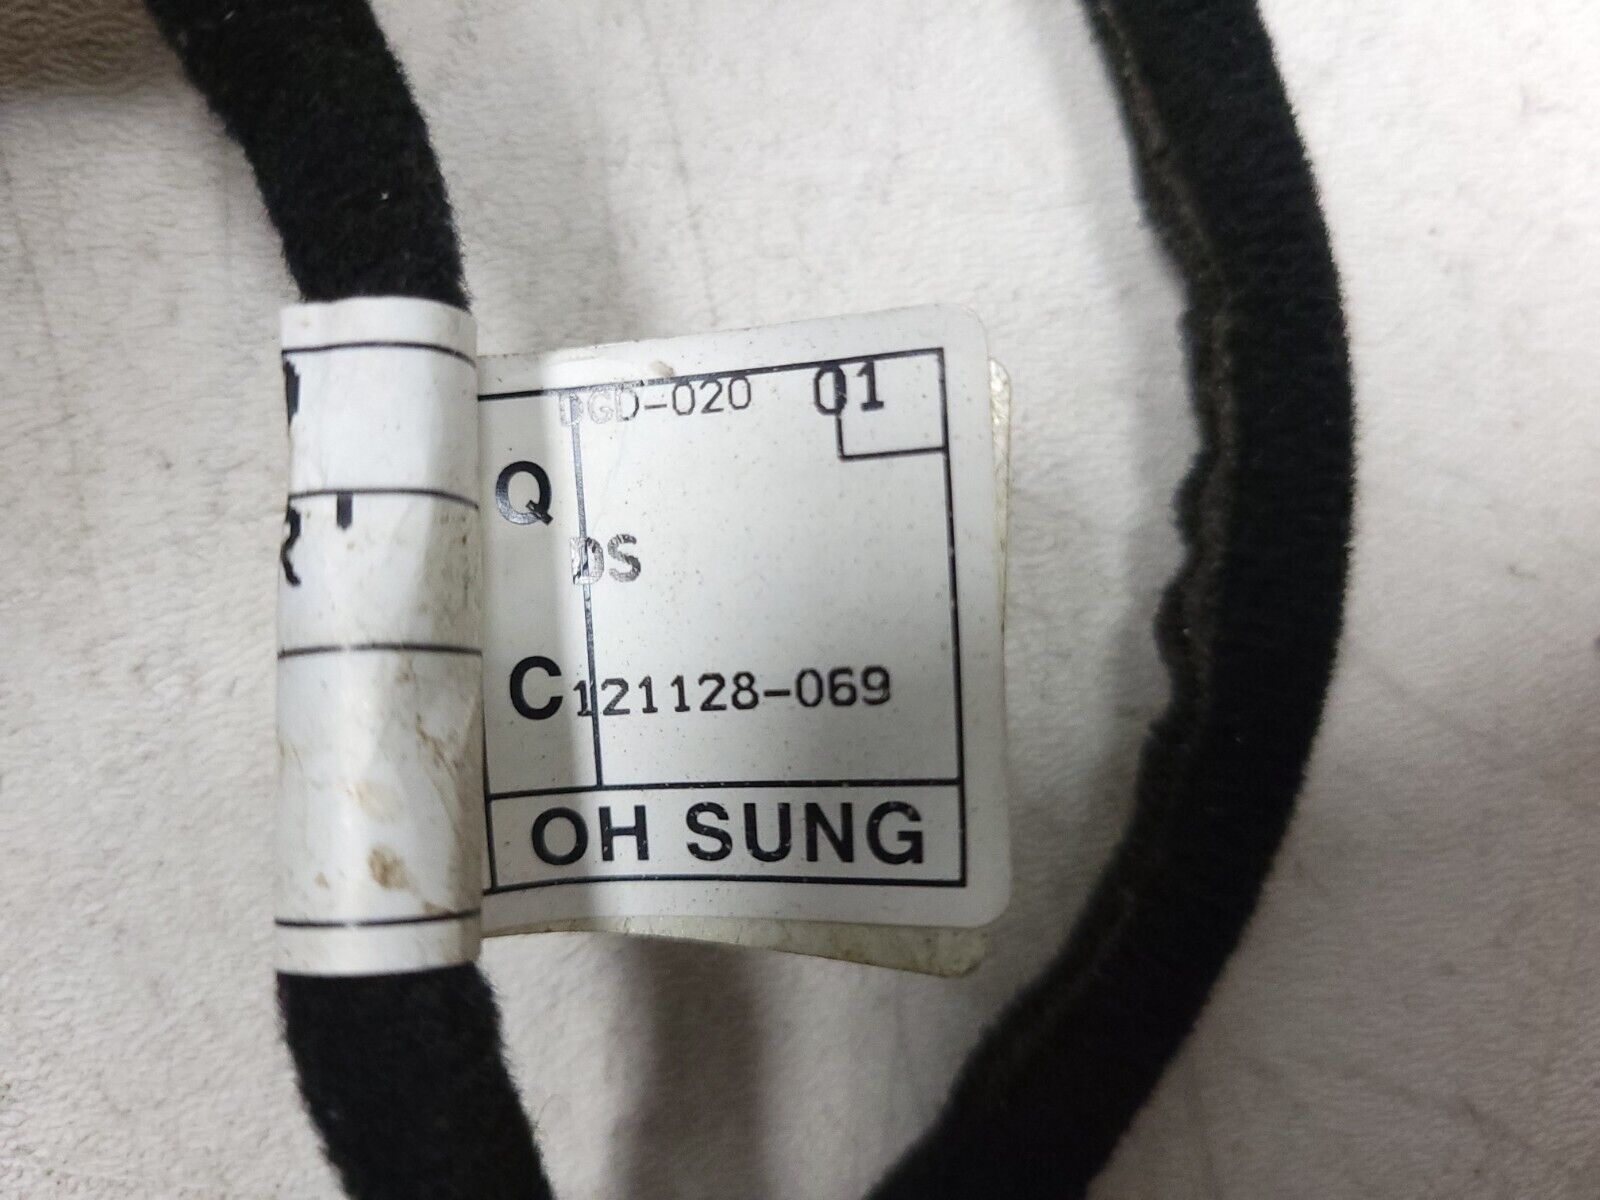 DGD-020 01
Q
DS
C 121128-069
OH SUNG